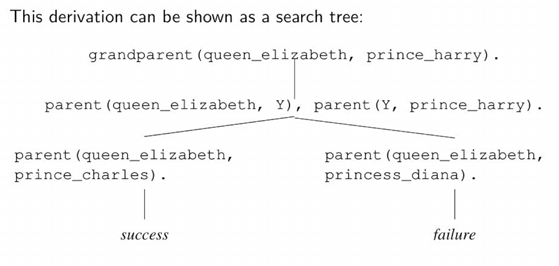 This derivation can be shown as a search tree:
grandparent(queen_elizabeth, prince_harry).
parent(queen_elizabeth, Y), parent(Y, prince_harry).
parent(queen_elizabeth,
prince_charles).
parent(queen_elizabeth,
princess_diana).
success
failure